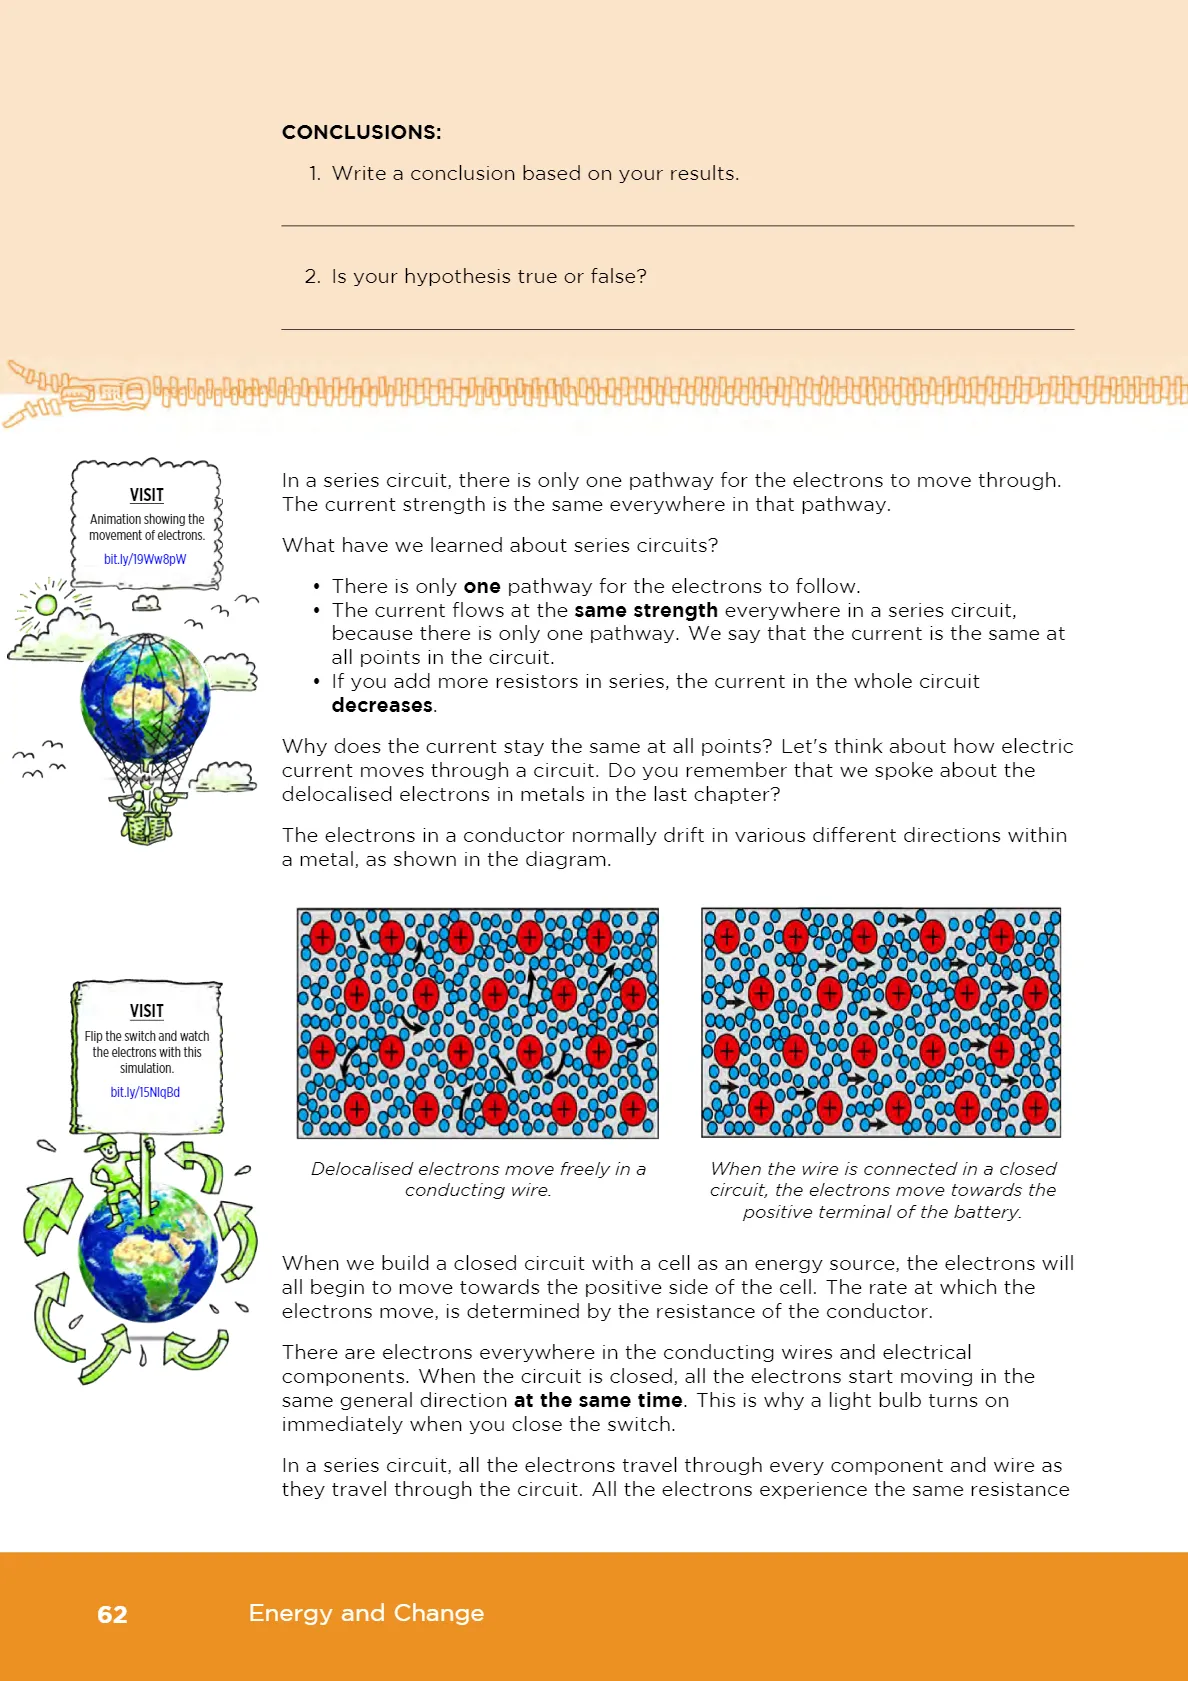 CONCLUSIONS:
1. Write a conclusion based on your results.
2. Is your hypothesis true or false?
VISIT
Animation showing the
movement of electrons.
bit.ly/19Ww8pW
In a series circuit, there is only one pathway for the electrons to move through.
The current strength is the same everywhere in that pathway.
What have we learned about series circuits?
• There is only one pathway for the electrons to follow.
• The current flows at the same strength everywhere in a series circuit,
because there is only one pathway. We say that the current is the same at
all points in the circuit.
• If you add more resistors in series, the current in the whole circuit
decreases.
Why does the current stay the same at all points? Let's think about how electric
current moves through a circuit. Do you remember that we spoke about the
delocalised electrons in metals in the last chapter?
The electrons in a conductor normally drift in various different directions within
a metal, as shown in the diagram.
VISIT
Flip the switch and watch
the electrons with this
simulation.
bit.ly/15NIqBd
Delocalised electrons move freely in a
conducting wire.
When the wire is connected in a closed
circuit, the electrons move towards the
positive terminal of the battery.
When we build a closed circuit with a cell as an energy source, the electrons will
all begin to move towards the positive side of the cell. The rate at which the
electrons move, is determined by the resistance of the conductor.
There are electrons everywhere in the conducting wires and electrical
components. When the circuit is closed, all the electrons start moving in the
same general direction at the same time. This is why a light bulb turns on
immediately when you close the switch.
In a series circuit, all the electrons travel through every component and wire as
they travel through the circuit. All the electrons experience the same resistance
62 Energy and Change